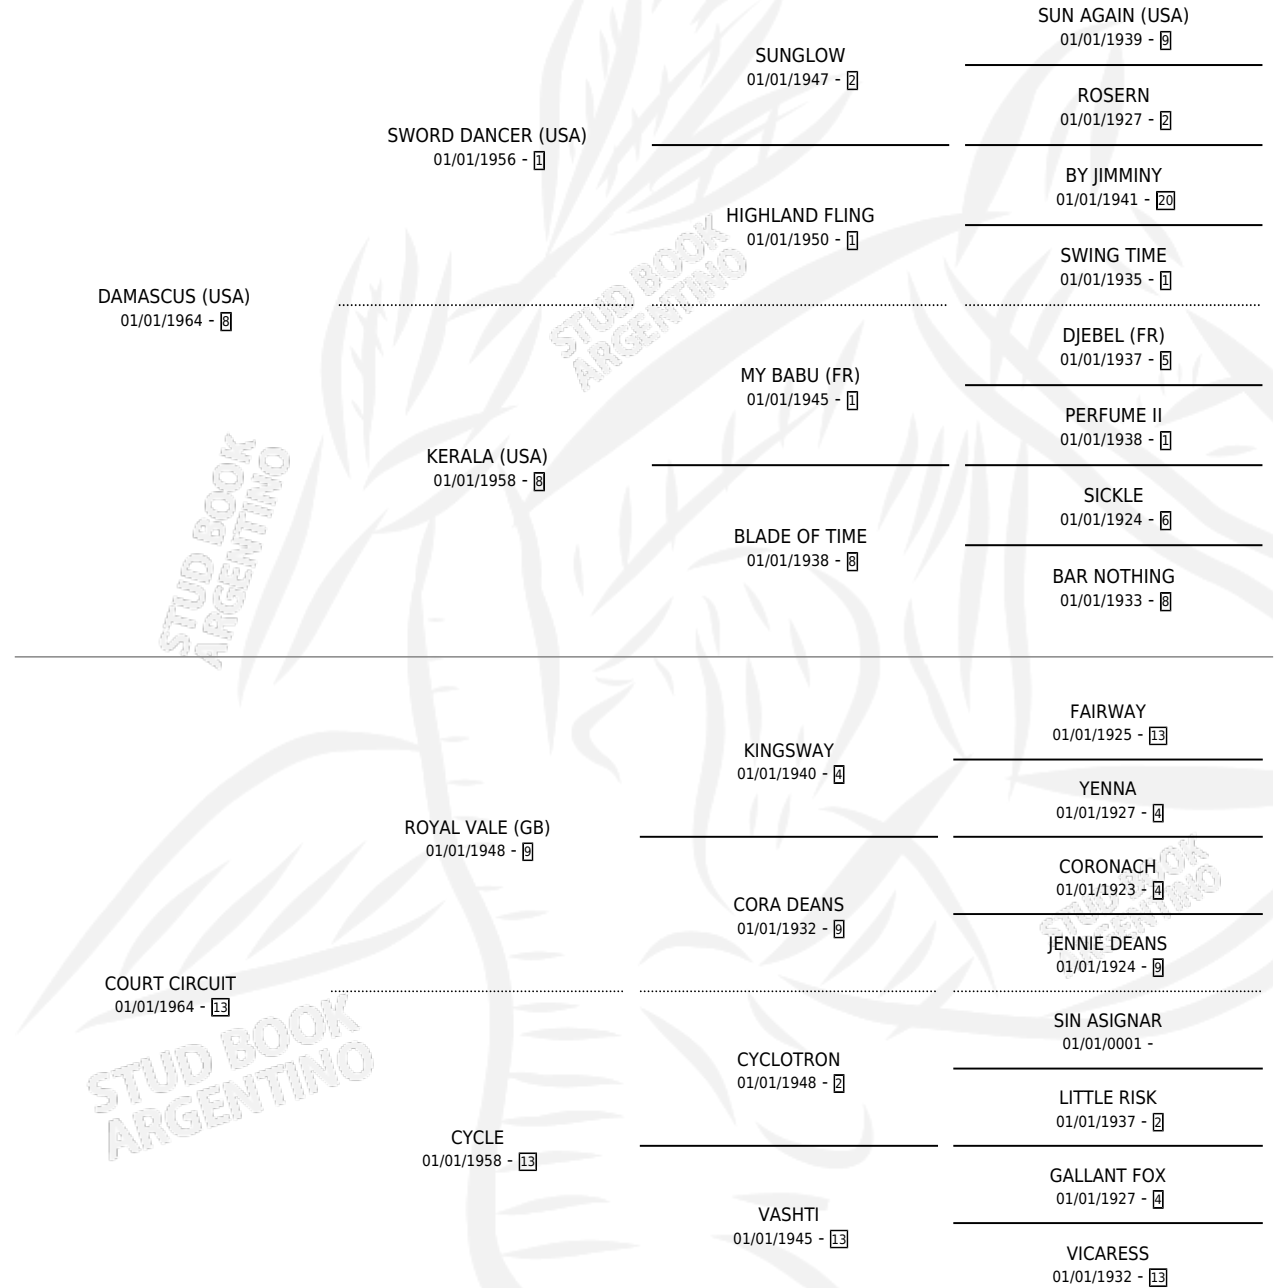 SUN AGAIN (USA)
01/01/1939 - 9
SUNGLOW
01/01/1947 - 2
ROSERN
01/01/1927 - 2
SWORD DANCER (USA)
01/01/1956 - 1
BY JIMMINY
01/01/1941 - 20
HIGHLAND FLING
01/01/1950 - 1
SWING TIME
01/01/1935 - 1
DAMASCUS (USA)
01/01/1964 - 8
STUD BOOK
ARGENTINO
DJEBEL (FR)
01/01/1937 - 5
MY BABU (FR)
01/01/1945 - 1
PERFUME II
01/01/1938 - 1
KERALA (USA)
01/01/1958 - 8
SICKLE
01/01/1924 - 6
BLADE OF TIME
01/01/1938 - 8
BAR NOTHING
01/01/1933 - 8
STUD BOOK
ARGENTINO
FAIRWAY
01/01/1925 - 13
KINGSWAY
01/01/1940 - 4
YENNA
01/01/1927 - 4
ROYAL VALE (GB)
01/01/1948 - 9
CORONACH
01/01/1923 - 4
CORA DEANS
01/01/1932 - 9
JENNIE DEANS
01/01/1924 - 9
STUD BOOK
ARGENTINO
COURT CIRCUIT
01/01/1964 - 13
SIN ASIGNAR
01/01/0001 -
CYCLOTRON
01/01/1948 - 2
LITTLE RISK
01/01/1937 - 2
STUD BOOK
ARGENTINO
CYCLE
01/01/1958 - 13
GALLANT FOX
01/01/1927 - 4
VASHTI
01/01/1945 - 13
VICARESS
01/01/1932 - 13